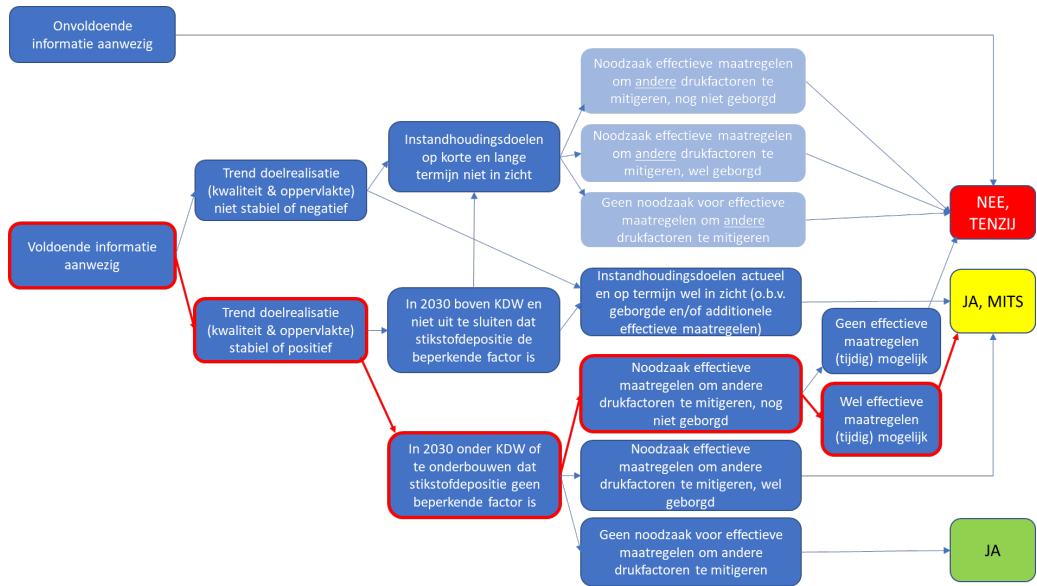 Onvoldoende
informatie aanwezig
Noodzaak effectieve maatregelen
om andere drukfactoren te
mitigeren, nog niet geborgd
Instandhoudingsdoelen
op korte en lange
termijn niet in zicht
Noodzaak effectieve maatregelen
om andere drukfactoren te
mitigeren, wel geborgd
Trend doelrealisatie
(kwaliteit & oppervlakte)
niet stabiel of negatief
Geen noodzaak voor effectieve
maatregelen om andere
drukfactoren te mitigeren
NEE,
TENZIJ
Voldoende informatie
aanwezig
Trend doelrealisatie
(kwaliteit & oppervlakte)
stabiel of positief
In 2030 boven KDW en
niet uit te sluiten dat
stikstofdepositie de
beperkende factor is
Instandhoudingsdoelen actueel
en op termijn wel in zicht (o.b.v.
geborgde en/of additionele
effectieve maatregelen)
JA, MITS
Geen effectieve
maatregelen
(tijdig) mogelijk
Noodzaak effectieve
maatregelen om andere
drukfactoren te mitigeren, nog
niet geborgd
Wel effectieve
maatregelen
(tijdig) mogelijk
In 2030 onder KDW of
te onderbouwen dat
stikstofdepositie geen
beperkende factor is
Noodzaak effectieve
maatregelen om andere
drukfactoren te mitigeren, wel
geborgd
Geen noodzaak voor effectieve
maatregelen om andere
drukfactoren te mitigeren
JA